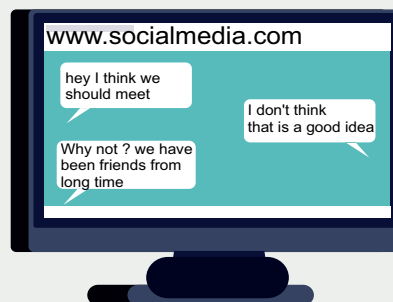 www.socialmedia.com
hey I think we
should meet
I don't think
that is a good idea
Why not ? we have
been friends from
long time